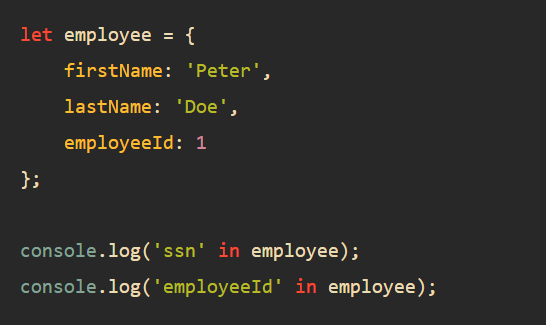 let employee = {
    firstName: 'Peter',
    lastName: 'Doe',
    employeeId: 1
};

console.log('ssn' in employee);
console.log('employeeId' in employee);